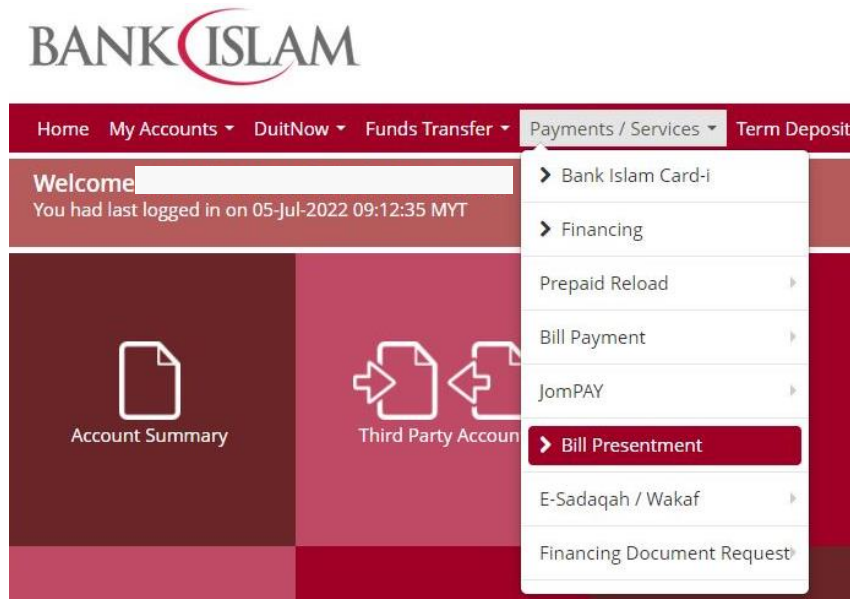 BANK ISLAM
Home My Accounts DuitNow Funds Transfer Payments / Services Term Deposit
Welcome
You had last logged in on 05-Jul-2022 09:12:35 MYT
Bank Islam Card-i
Financing
Prepaid Reload
Bill Payment
JomPAY
Bill Presentment
E-Sadaqah / Wakaf
Financing Document Request
Account Summary
Third Party Accoun